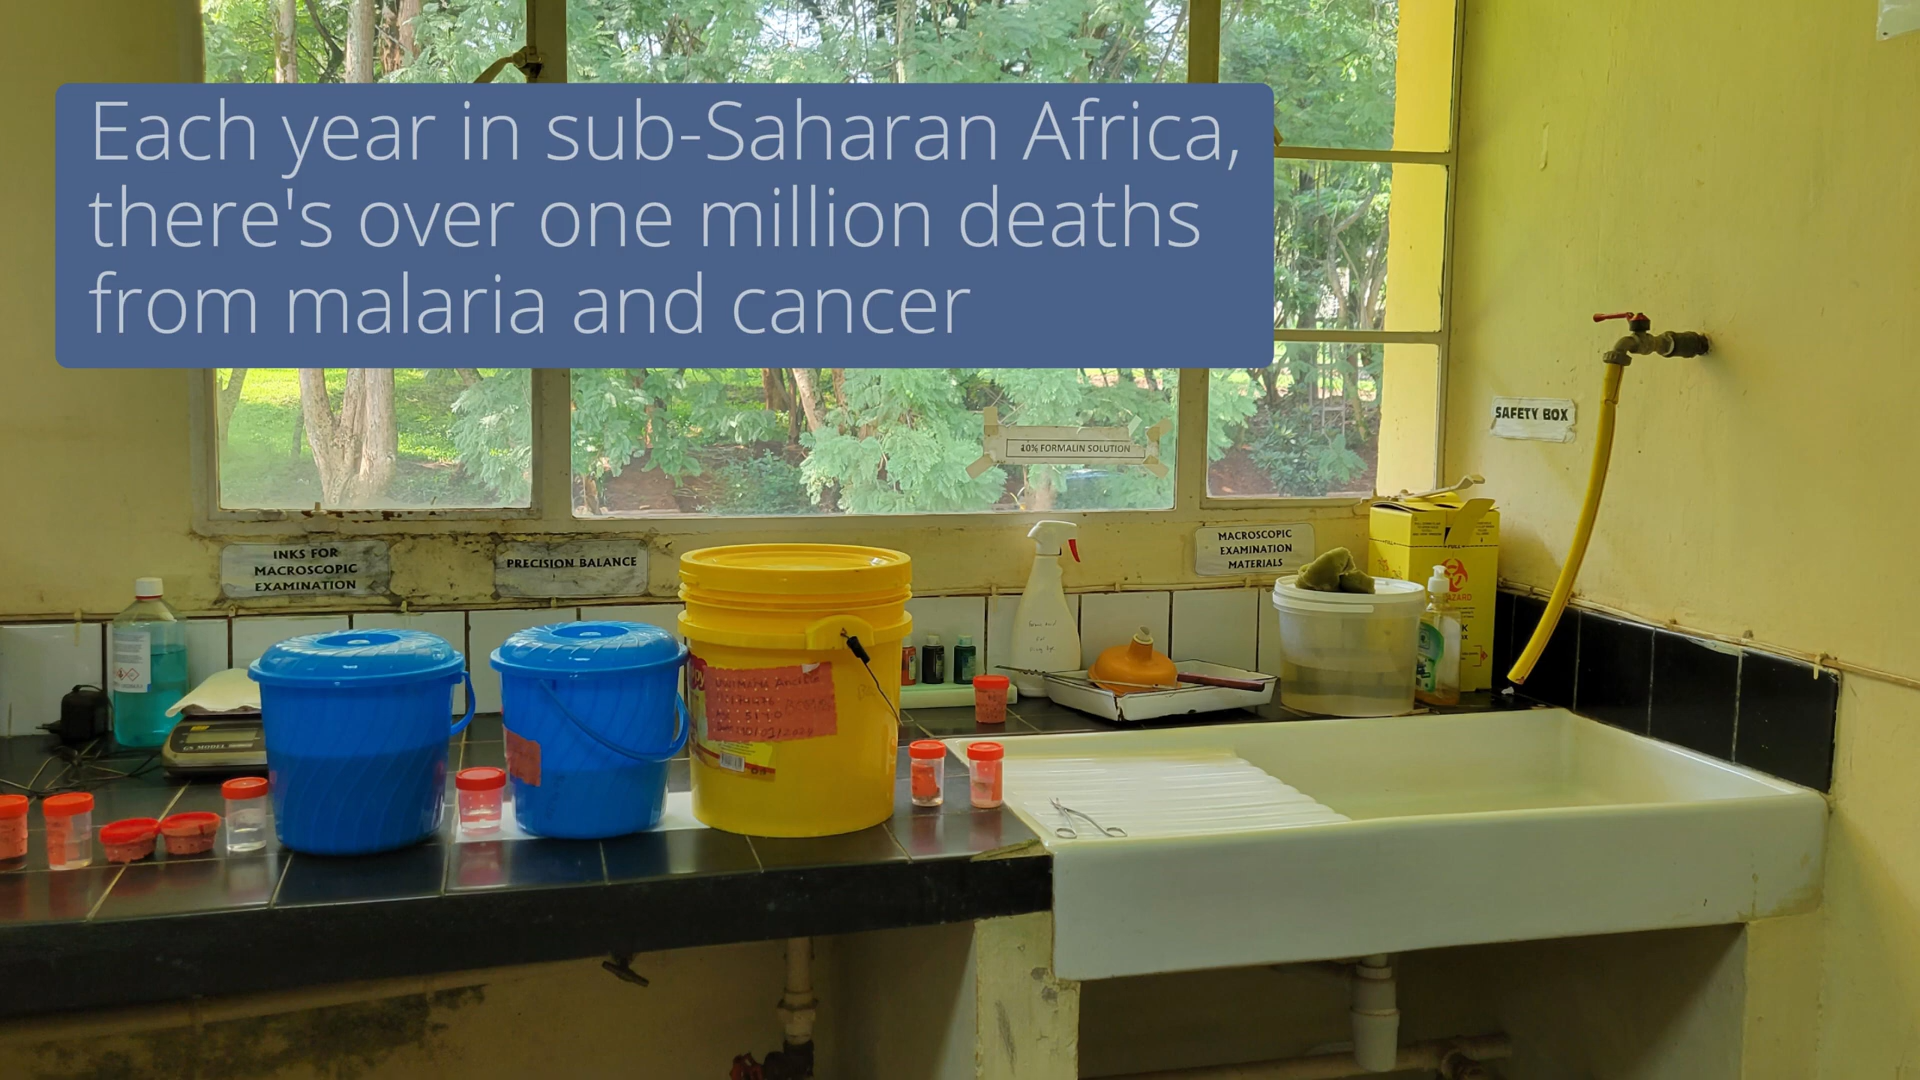 Each year in sub-Saharan Africa,
there's over one million deaths
from malaria and cancer
SAFETY BOX
10% FORMALIN SOLUTION
INKS FOR
MACROSCOPIC
EXAMINATION
PRECISION BALANCE
MACROSCOPIC
EXAMINATION
MATERIALS